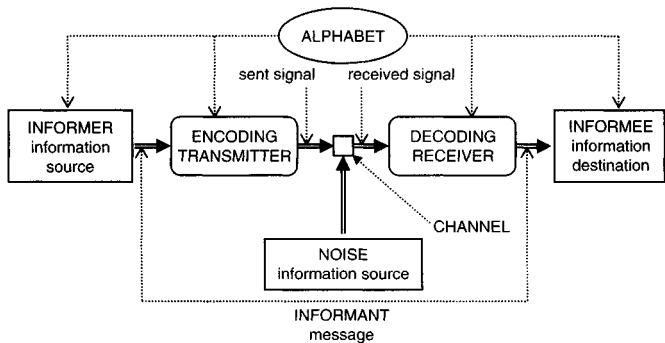 ALPHABET
sent signal
received signal
INFORMER
information
source
ENCODING
TRANSMITTER
DECODING
RECEIVER
INFORMEE
information
destination
CHANNEL
NOISE
information source
INFORMANT
message